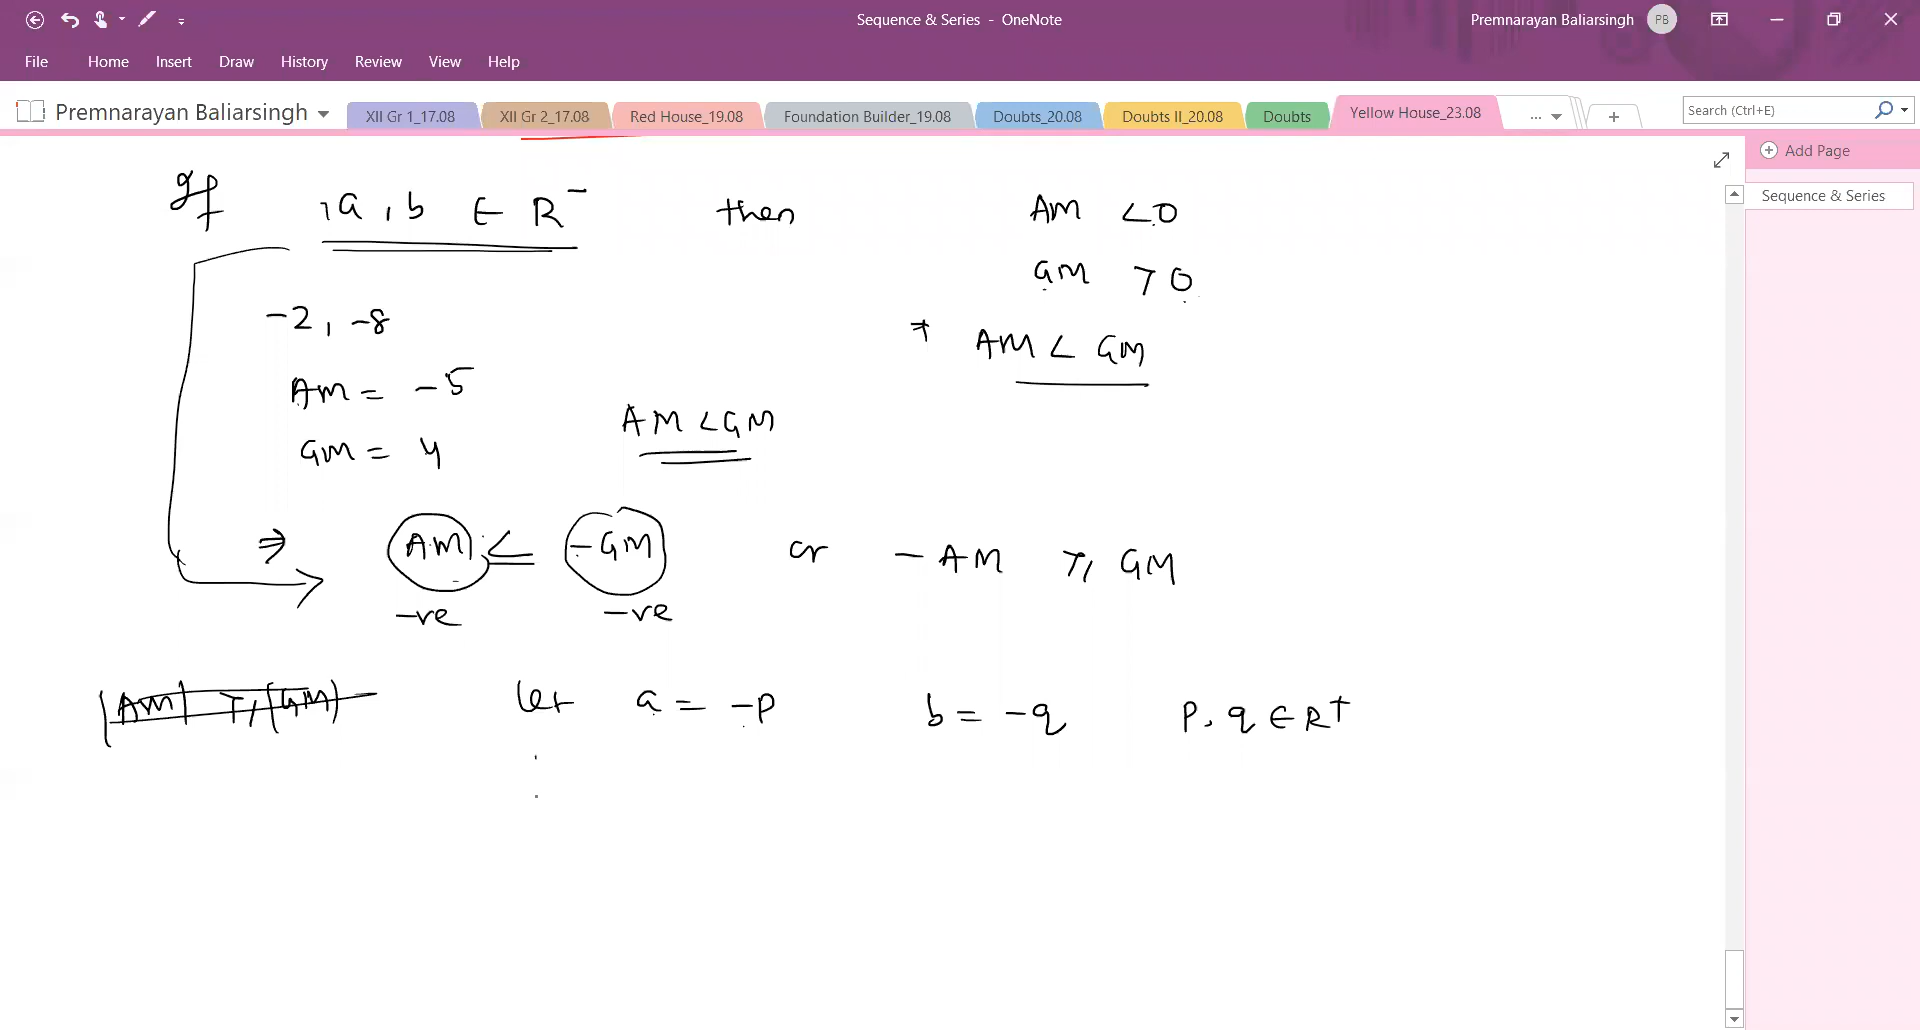 Sequence & Series - OneNote
Premnarayan Baliarsingh PB
File Home Insert Draw History Review View Help
Premnarayan Baliarsingh XII Gr 1_17.08 XII Gr 2_17.08 Red House_19.08 Foundation Builder_19.08 Doubts_20.08 Doubts II_20.08 Doubts Yellow House_23.08 ... + Search (Ctrl+E)
Add Page
Sequence & Series
If , a , b ∈ R⁻ then AM < 0
GM > 0
-2, -8
* AM < GM
AM = -5
AM < GM
GM = 4
⇒ AM ≤ -GM or -AM ≥ GM
-ve -ve
|AM| ≥ |GM| let a = -p b = -q p, q ∈ R⁺